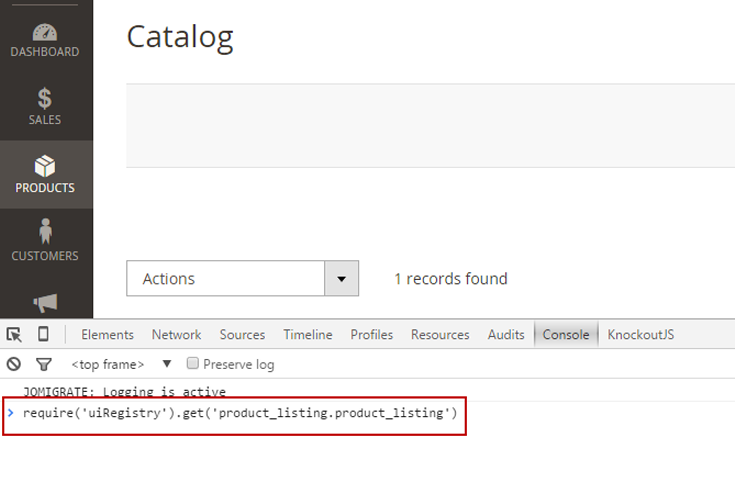 Catalog
DASHBOARD
$
SALES
PRODUCTS
CUSTOMERS
Actions
1 records found
Elements Network Sources Timeline Profiles Resources Audits Console KnockoutJS
<top frame> Preserve log
JQMIGRATE: Logging is active
> require('uiRegistry').get('product_listing.product_listing')